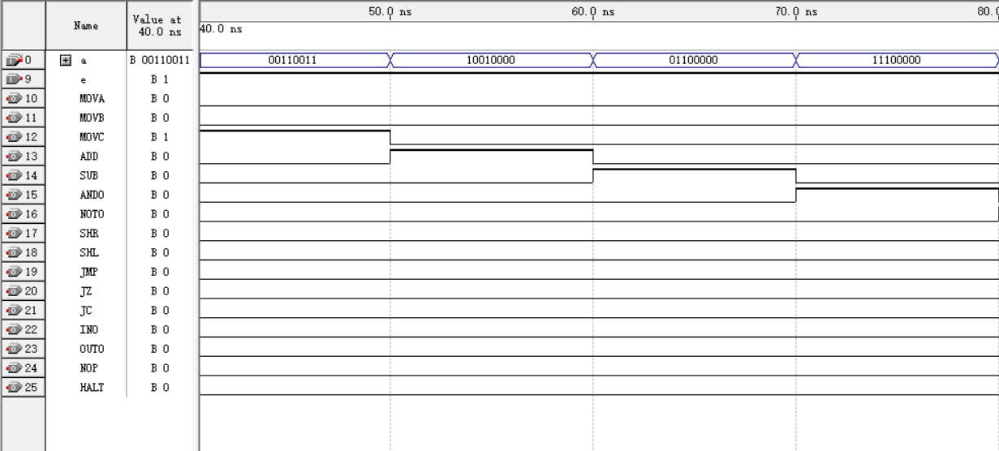 50.0 ns 60.0 ns 70.0 ns 80.
Name Value at 40.0 ns
40.0 ns
0 a B 00110011 00110011 10010000 01100000 11100000
9 e B 1
10 MOVA B 0
11 MOVB B 0
12 MOVC B 1
13 ADD B 0
14 SUB B 0
15 ANDO B 0
16 NOTO B 0
17 SHR B 0
18 SHL B 0
19 JMP B 0
20 JZ B 0
21 JC B 0
22 INO B 0
23 OUTO B 0
24 NOP B 0
25 HALT B 0